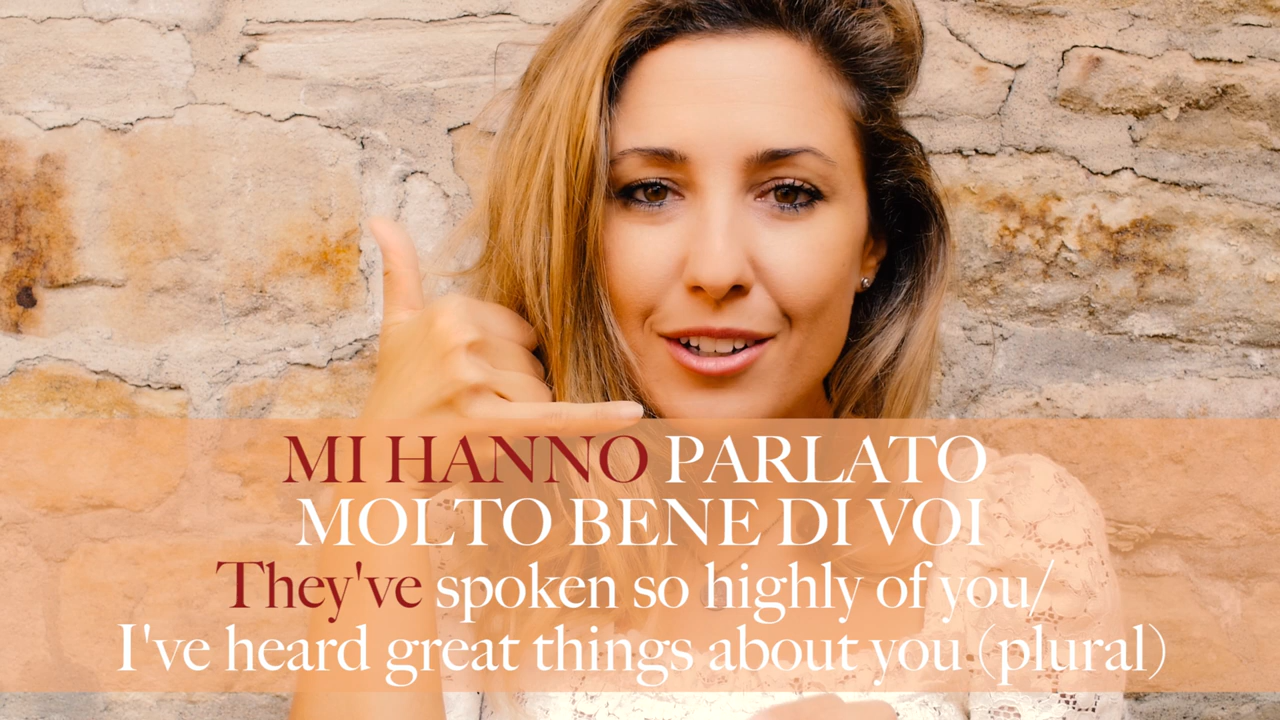 MI HANNO PARLATO
MOLTO BENE DI VOI
They've spoken so highly of you/
I've heard great things about you (plural)